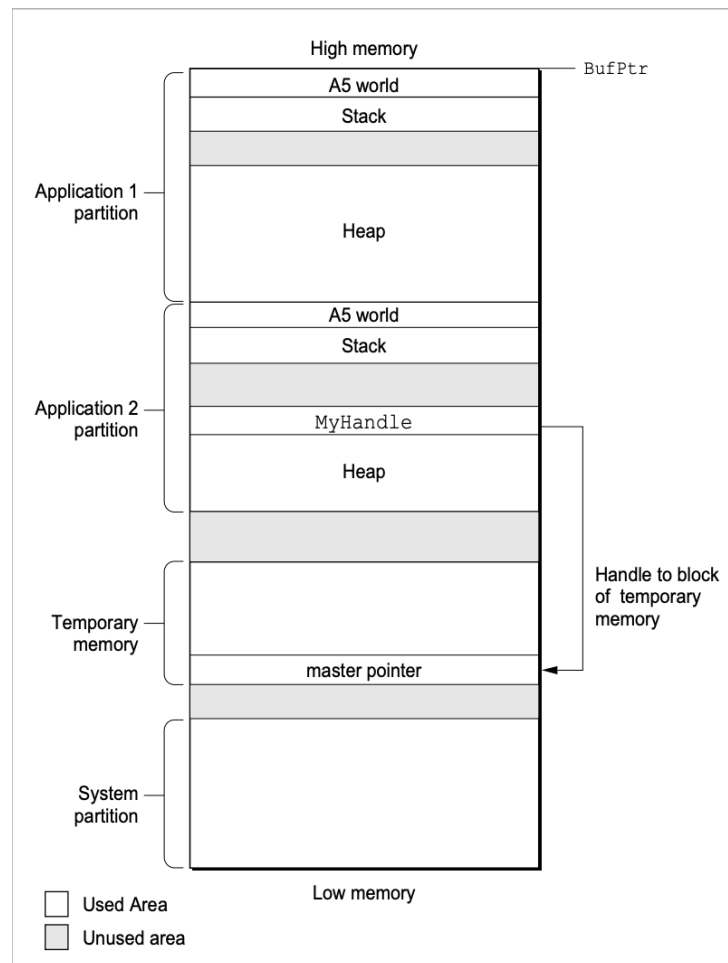 High memory
BufPtr
A5 world
Stack
Application 1
partition
Heap
A5 world
Stack
Application 2
partition
MyHandle
Heap
Handle to block
of temporary
memory
Temporary
memory
master pointer
System
partition
Low memory
Used Area
Unused area